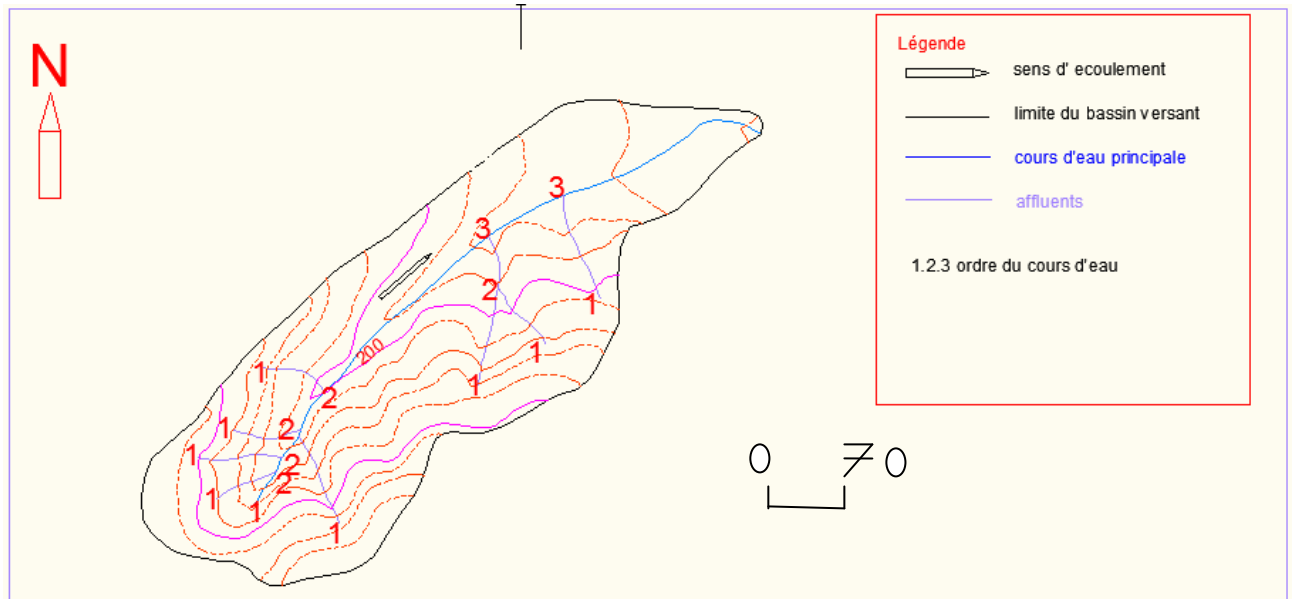 N
Légende
sens d' ecoulement
limite du bassin versant
cours d'eau principale
affluents
1.2.3 ordre du cours d'eau
3
3
2
1
200
1
1
1
2
1
2
1
2
2
1
1
1
0 70